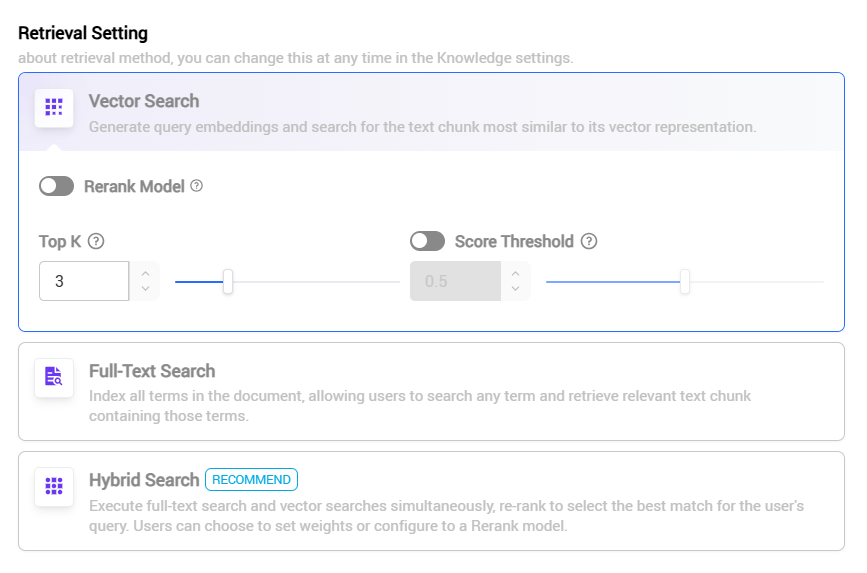 Retrieval Setting
about retrieval method, you can change this at any time in the Knowledge settings.
Vector Search
Generate query embeddings and search for the text chunk most similar to its vector representation.
Rerank Model ?
Top K ?
Score Threshold ?
3
0.5
Full-Text Search
Index all terms in the document, allowing users to search any term and retrieve relevant text chunk
containing those terms.
Hybrid Search RECOMMEND
Execute full-text search and vector searches simultaneously, re-rank to select the best match for the user's
query. Users can choose to set weights or configure to a Rerank model.